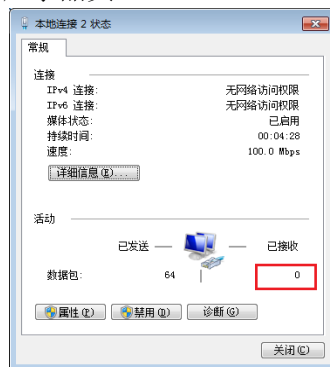 本地连接 2 状态
常规
连接
IPv4 连接: 无网络访问权限
IPv6 连接: 无网络访问权限
媒体状态: 已启用
持续时间: 00:04:28
速度: 100.0 Mbps
详细信息(E)...
活动
已发送 — — 已接收
数据包: 64 | 0
属性(P) 禁用(D) 诊断(G)
关闭(C)